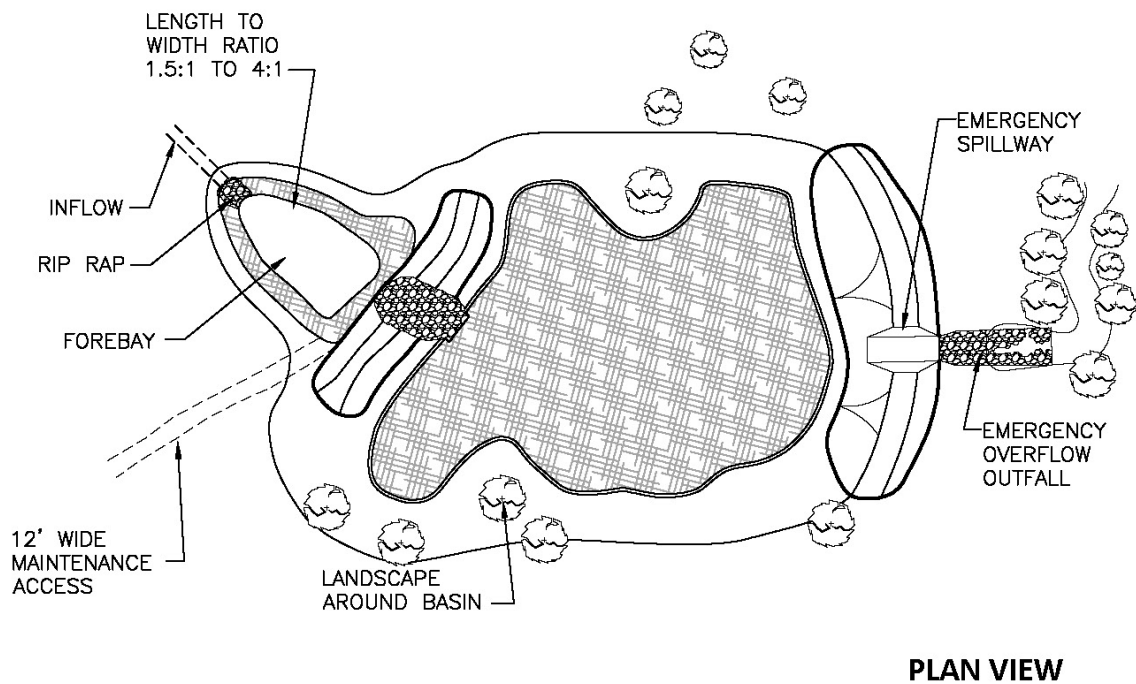 LENGTH TO
WIDTH RATIO
1.5:1 TO 4:1
EMERGENCY
SPILLWAY
INFLOW
RIP RAP
FOREBAY
EMERGENCY
OVERFLOW
OUTFALL
12' WIDE
MAINTENANCE
ACCESS
LANDSCAPE
AROUND BASIN
PLAN VIEW